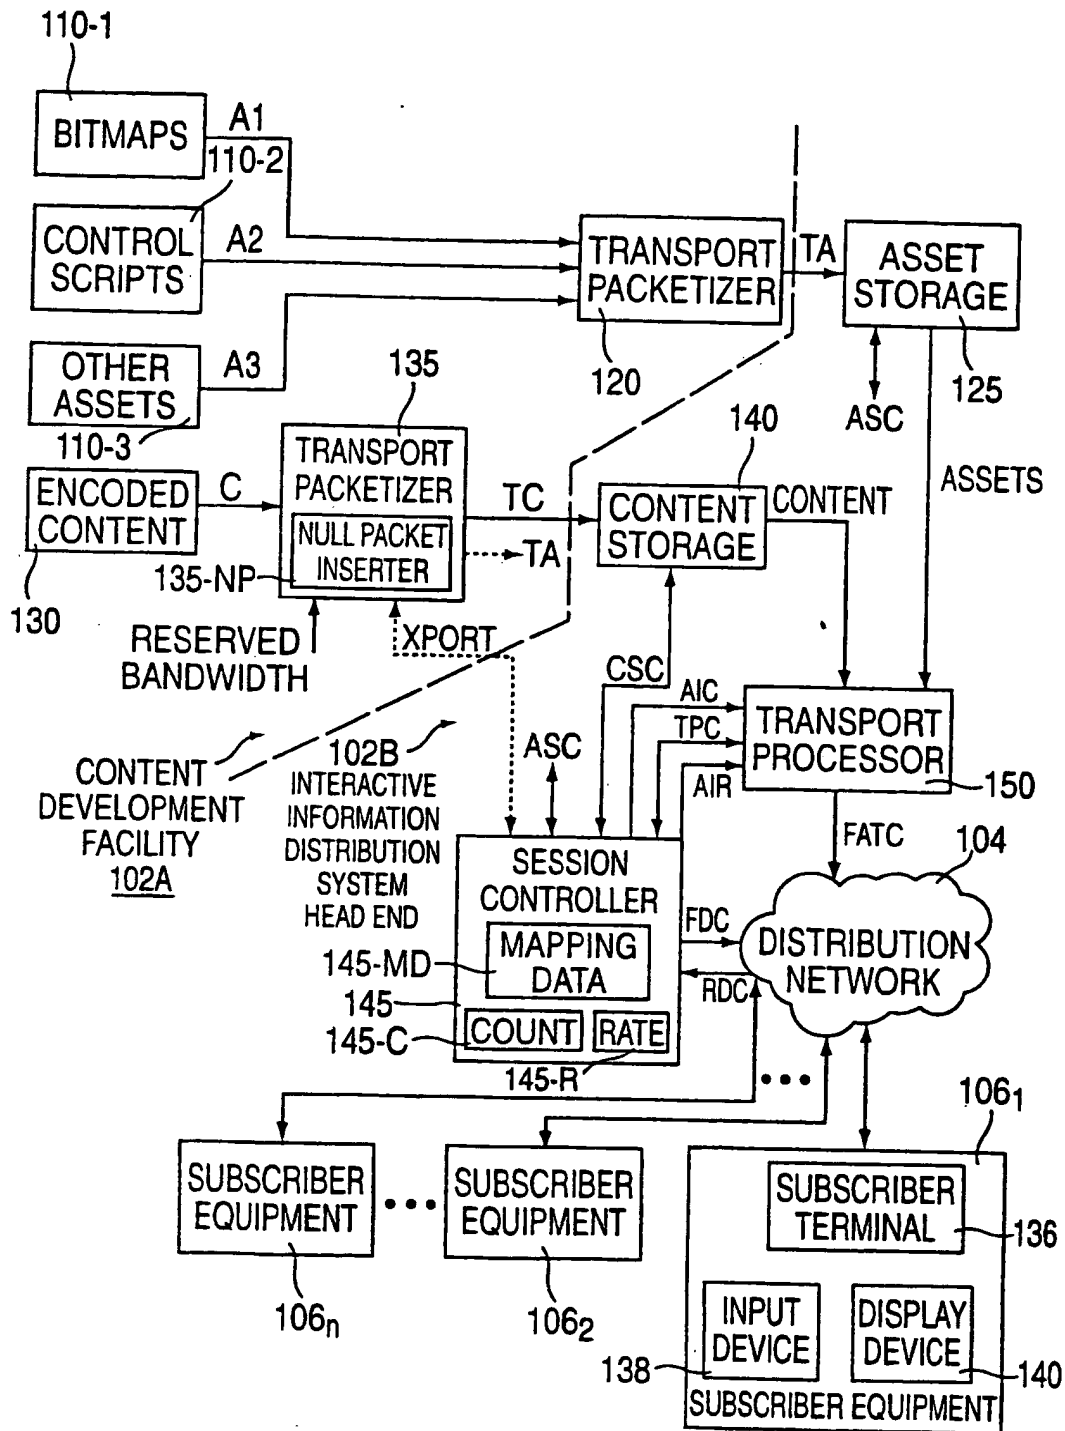 110-1
BITMAPS
A1
110-2
CONTROL
SCRIPTS
A2
TRANSPORT
PACKETIZER
120
TA
ASSET
STORAGE
125
ASC
OTHER
ASSETS
A3
110-3
135
TRANSPORT
PACKETIZER
NULL PACKET
INSERTER
135-NP
ENCODED
CONTENT
130
C
TC
TA
140
CONTENT
STORAGE
CONTENT
ASSETS
RESERVED
BANDWIDTH
XPORT
CSC
AIC
TPC
AIR
TRANSPORT
PROCESSOR
150
CONTENT
DEVELOPMENT
FACILITY
102A
102B
INTERACTIVE
INFORMATION
DISTRIBUTION
SYSTEM
HEAD END
ASC
SESSION
CONTROLLER
MAPPING
DATA
145-MD
145
COUNT
145-C
RATE
145-R
FATC
104
FDC
RDC
DISTRIBUTION
NETWORK
SUBSCRIBER
EQUIPMENT
106n
SUBSCRIBER
EQUIPMENT
1062
1061
SUBSCRIBER
TERMINAL
136
INPUT
DEVICE
138
DISPLAY
DEVICE
140
SUBSCRIBER EQUIPMENT